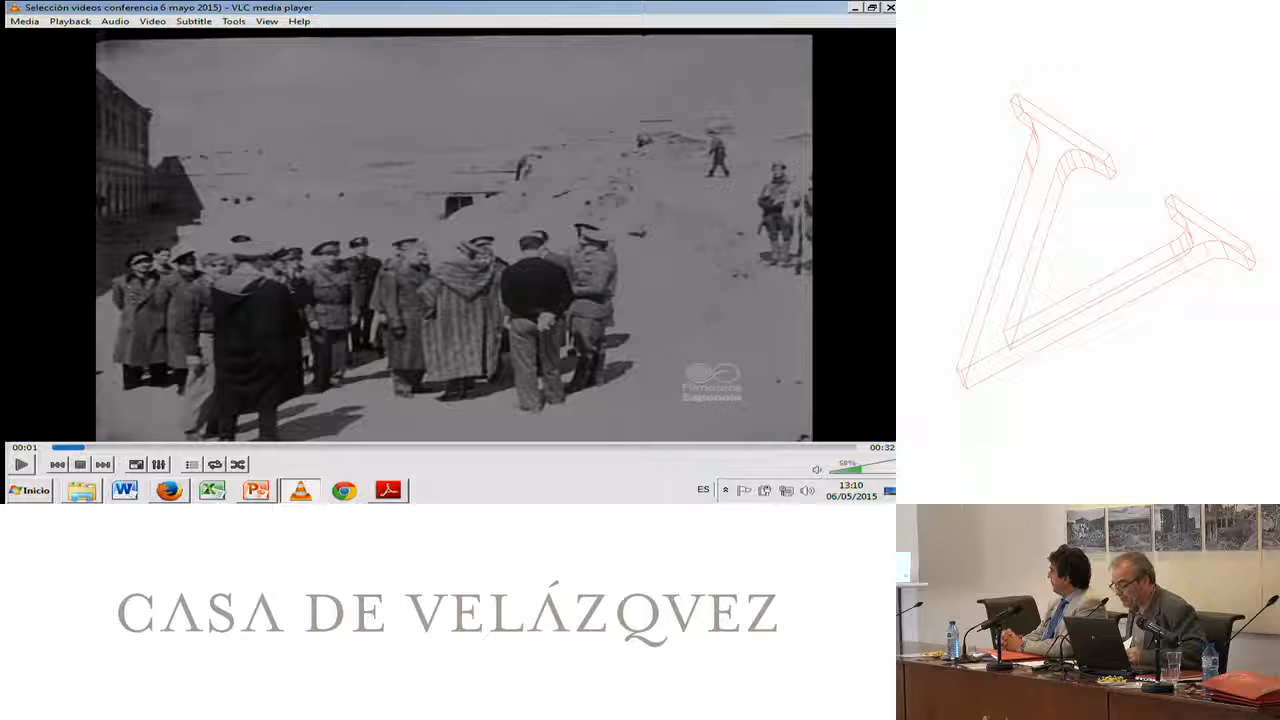 Selección videos conferencia 6 mayo 2015) - VLC media player
Media Playback Audio Video Subtitle Tools View Help
Filmoteca
Española
00:01
00:32
58%
Inicio
ES
13:10
06/05/2015
CASA DE VELÁZQVEZ